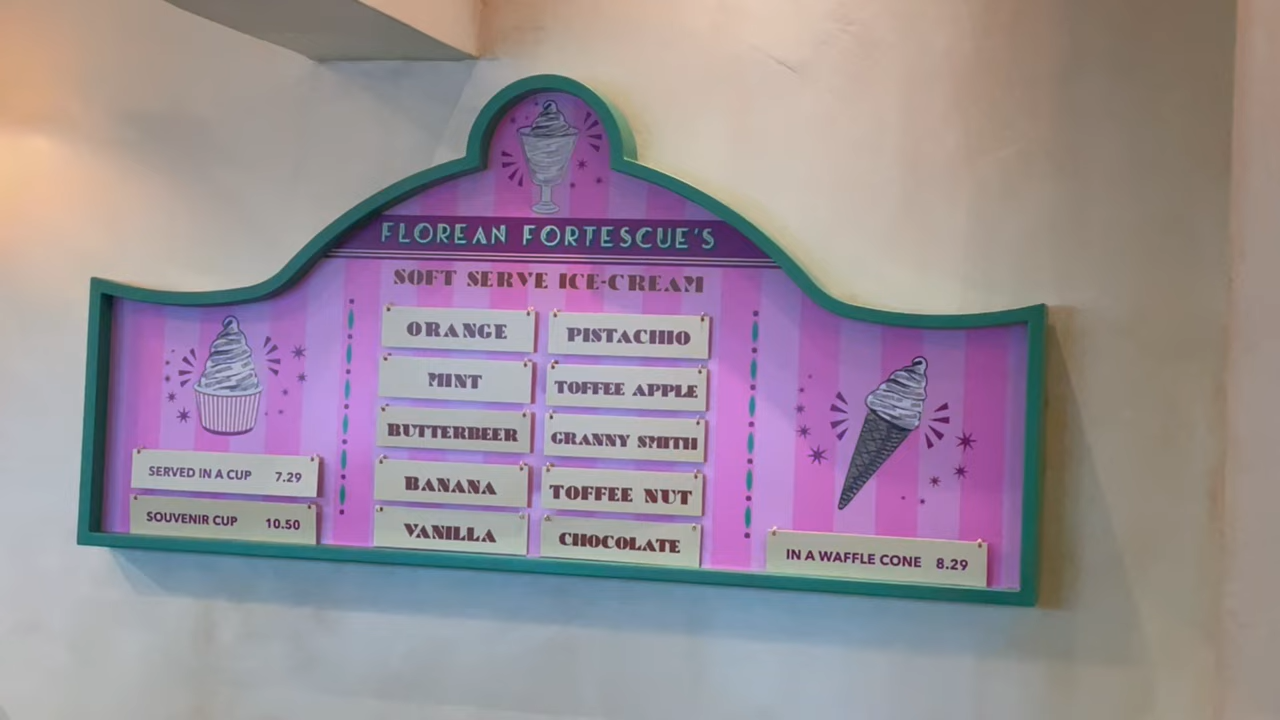 FLOREAN FORTESCUE'S
SOFT SERVE ICE-CREAM
ORANGE
PISTACHIO
MINT
TOFFEE APPLE
BUTTERBEER
GRANNY SMITH
BANANA
TOFFEE NUT
VANILLA
CHOCOLATE
SERVED IN A CUP 7.29
SOUVENIR CUP 10.50
IN A WAFFLE CONE 8.29